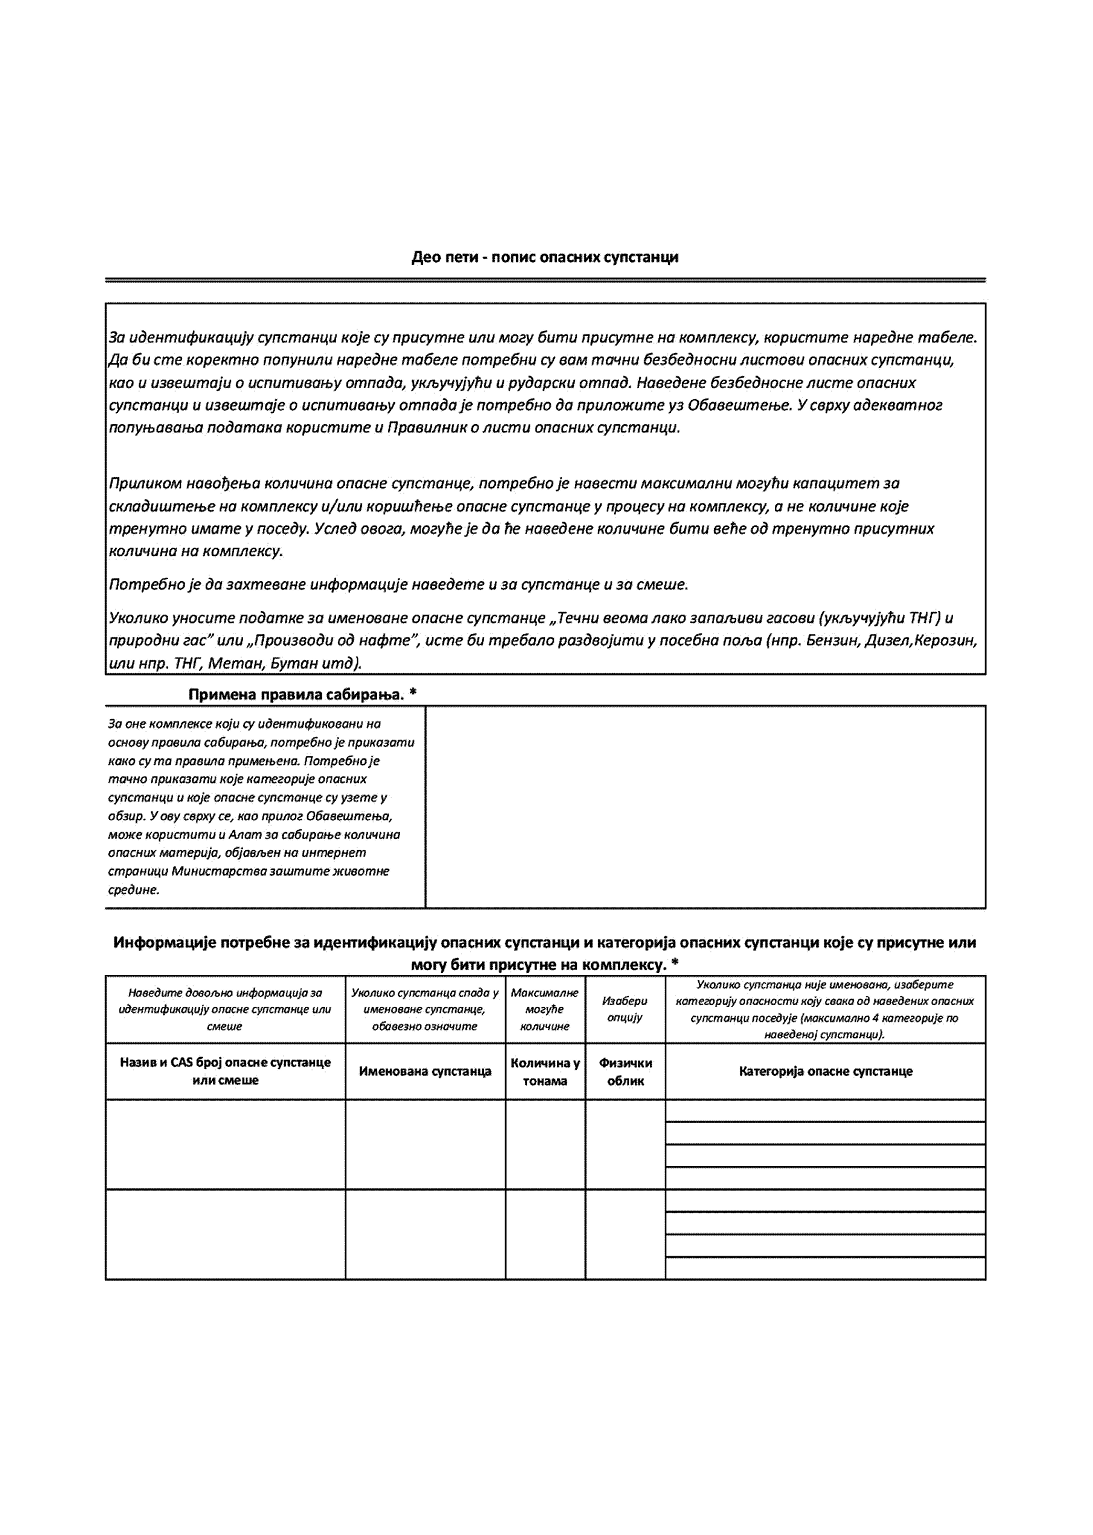 Део пети - попис опасних супстанци
За идентификацију супстанци које су присутне или могу бити присутне на комплексу, користите наредне табеле.
Да би сте коректно попунили наредне табеле потребни су вам тачни безбедносни листови опасних супстанци,
као и извештаји о испитивању отпада, укључујући и рударски отпад. Наведене безбедносне листе опасних
супстанци и извештаје о испитивању отпада је потребно да приложите уз Обавештење. У сврху адекватног
попуњавања података користите и Правилник о листи опасних супстанци.
Приликом навођења количина опасне супстанце, потребно је навести максимални могући капацитет за
складиштење на комплексу и/или коришћење опасне супстанце у процесу на комплексу, а не количине које
тренутно имате у поседу. Услед овога, могуће је да ће наведене количине бити веће од тренутно присутних
количина на комплексу.
Потребно је да захтеване информације наведете и за супстанце и за смеше.
Уколико уносите податке за именоване опасне супстанце „Течни веома лако запаљиви гасови (укључујући ТНГ) и
природни гас” или „Производи од нафте”, исте би требало раздвојити у посебна поља (нпр. Бензин, Дизел,Керозин,
или нпр. ТНГ, Метан, Бутан итд).
Примена правила сабирања. *
За оне комплексе који су идентификовани на
основу правила сабирања, потребно је приказати
како су та правила примењена. Потребно је
тачно приказати које категорије опасних
супстанци и које опасне супстанце су узете у
обзир. У ову сврху се, као прилог Обавештења,
може користити и Алат за сабирање количина
опасних материја, објављен на интернет
страници Министарства заштите животне
средине.
Информације потребне за идентификацију опасних супстанци и категорија опасних супстанци које су присутне или
могу бити присутне на комплексу. *
Наведите довољно информација за
идентификацију опасне супстанце или
смеше
Уколико супстанца спада у
именоване супстанце,
обавезно означите
Максималне
могуће
количине
Изабери
опцију
Уколико супстанца није именована, изаберите
категорију опасности коју свака од наведених опасних
супстанци поседује (максимално 4 категорије по
наведеној супстанци).
Назив и CAS број опасне супстанце
или смеше
Именована супстанца
Количина у
тонама
Физички
облик
Категорија опасне супстанце